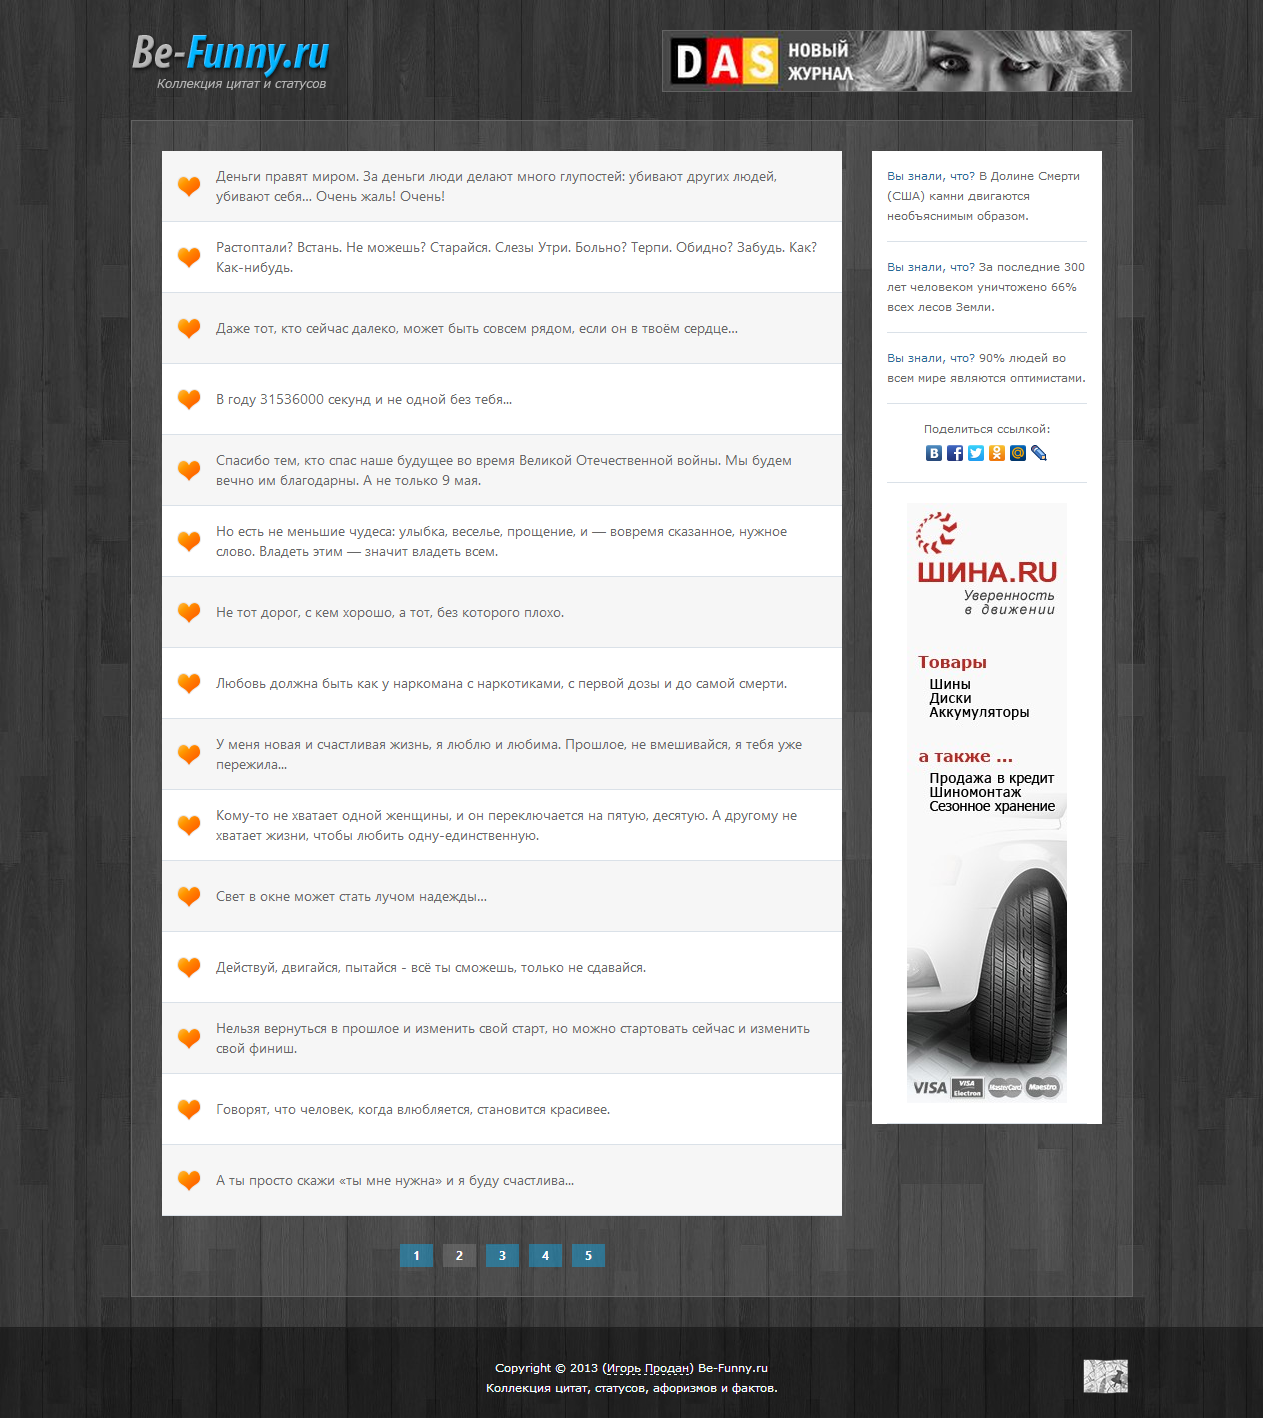 Be-Funny.ru
Коллекция цитат и статусов
DAS
НОВЫЙ
ЖУРНАЛ
Деньги правят миром. За деньги люди делают много глупостей: убивают других людей,
убивают себя... Очень жаль! Очень!
Растоптали? Встань. Не можешь? Старайся. Слезы Утри. Больно? Терпи. Обидно? Забудь. Как?
Как-нибудь.
Даже тот, кто сейчас далеко, может быть совсем рядом, если он в твоём сердце...
В году 31536000 секунд и не одной без тебя...
Спасибо тем, кто спас наше будущее во время Великой Отечественной войны. Мы будем
вечно им благодарны. А не только 9 мая.
Но есть не меньшие чудеса: улыбка, веселье, прощение, и — вовремя сказанное, нужное
слово. Владеть этим — значит владеть всем.
Не тот дорог, с кем хорошо, а тот, без которого плохо.
Любовь должна быть как у наркомана с наркотиками, с первой дозы и до самой смерти.
У меня новая и счастливая жизнь, я люблю и любима. Прошлое, не вмешивайся, я тебя уже
пережила...
Кому-то не хватает одной женщины, и он переключается на пятую, десятую. А другому не
хватает жизни, чтобы любить одну-единственную.
Свет в окне может стать лучом надежды...
Действуй, двигайся, пытайся - всё ты сможешь, только не сдавайся.
Нельзя вернуться в прошлое и изменить свой старт, но можно стартовать сейчас и изменить
свой финиш.
Говорят, что человек, когда влюбляется, становится красивее.
А ты просто скажи «ты мне нужна» и я буду счастлива...
1 2 3 4 5
Вы знали, что? В Долине Смерти
(США) камни двигаются
необъяснимым образом.
Вы знали, что? За последние 300
лет человеком уничтожено 66%
всех лесов Земли.
Вы знали, что? 90% людей во
всем мире являются оптимистами.
Поделиться ссылкой:
ШИНА.RU
Уверенность
в движении
Товары
Шины
Диски
Аккумуляторы
а также ...
Продажа в кредит
Шиномонтаж
Сезонное хранение
VISA VISA Electron MasterCard Maestro
Copyright © 2013 (Игорь Продан) Be-Funny.ru
Коллекция цитат, статусов, афоризмов и фактов.